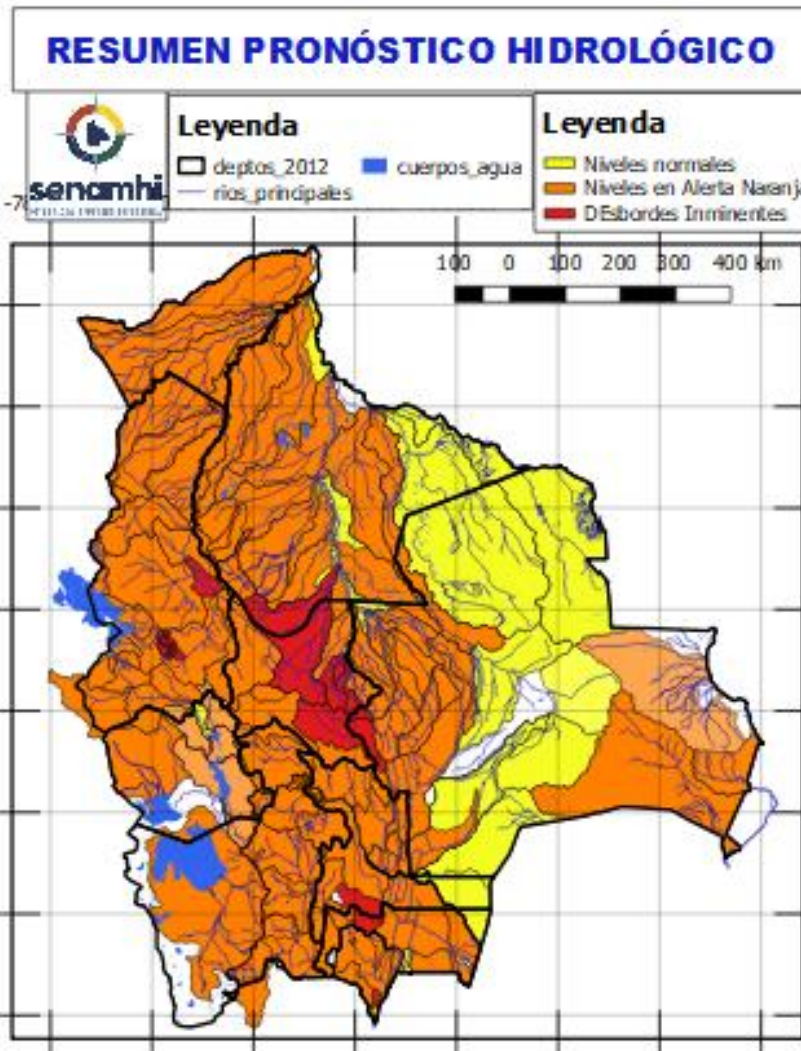 RESUMEN PRONÓSTICO HIDROLÓGICO
senamhi
Leyenda
deptos_2012 cuerpos_agua
rios_principales
Leyenda
Niveles normales
Niveles en Alerta Naranja
DEsbordes Inminentes
100 0 100 200 300 400 km